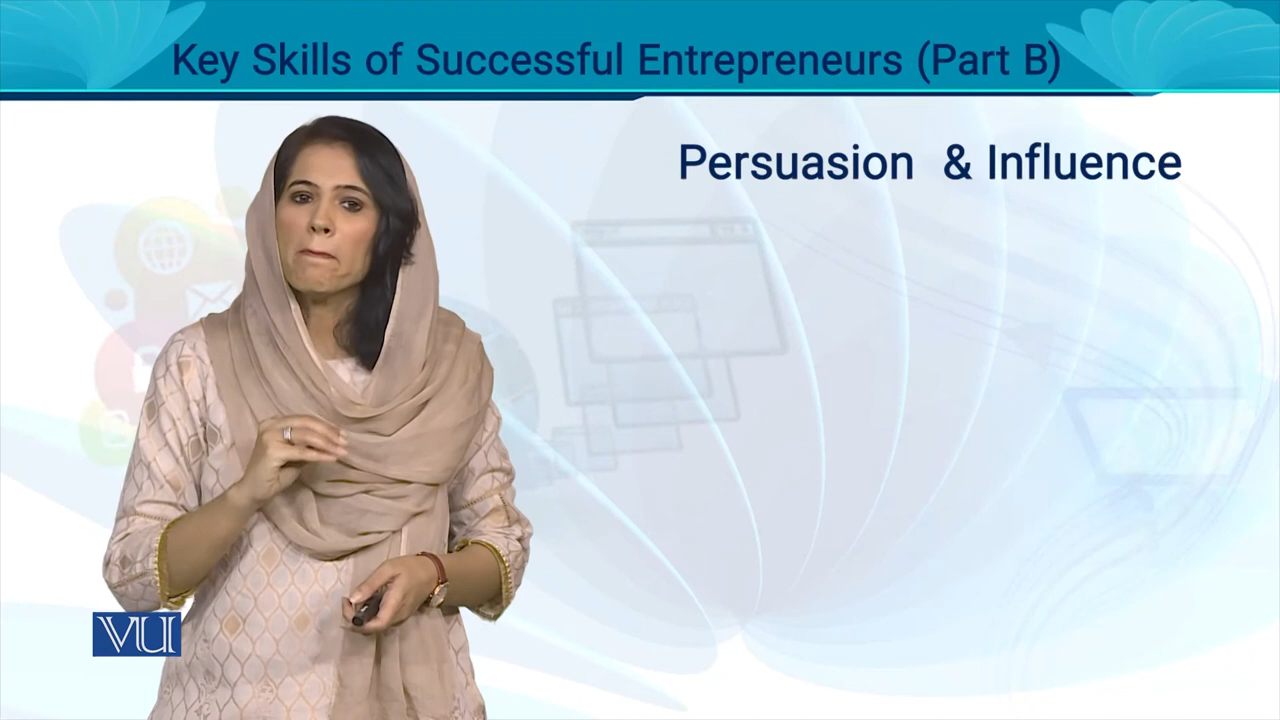 Key Skills of Successful Entrepreneurs (Part B)
Persuasion & Influence
VU